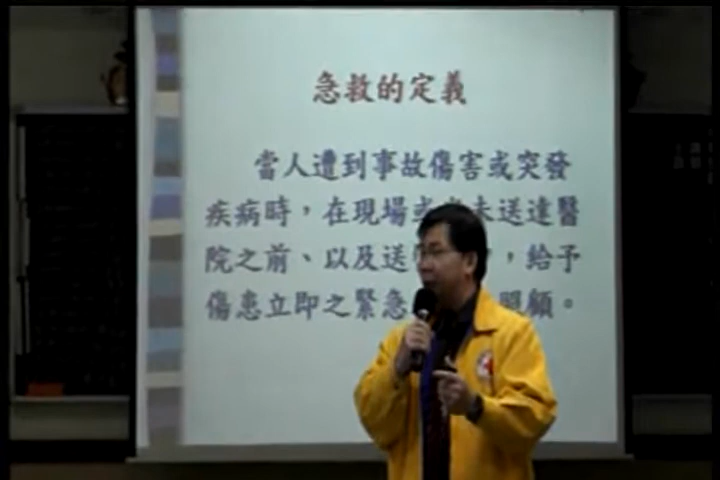 急救的定義
當人遭到事故傷害或突發
疾病時，在現場或未送達醫
院之前、以及送，給予
傷患立即之緊急照顧。